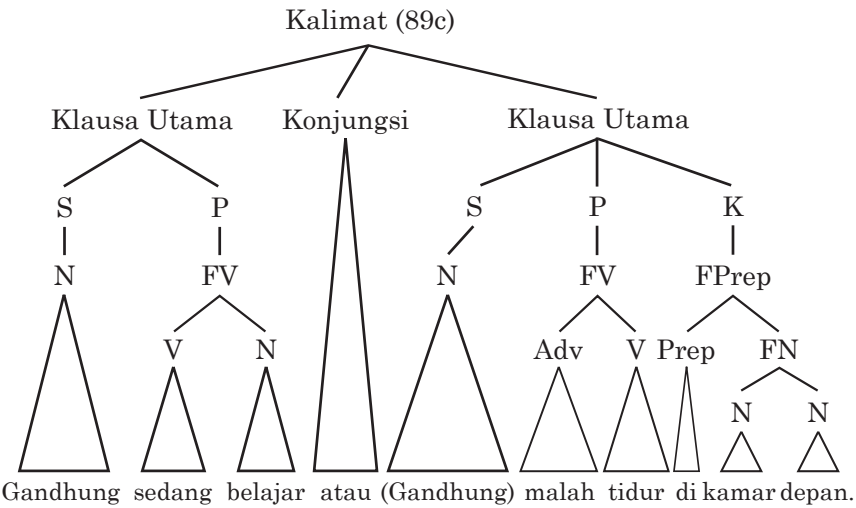 Kalimat (89c)
Klausa Utama Konjungsi Klausa Utama
S P S P K
N FV N FV FPrep
V N Adv V Prep FN
N N
Gandhung sedang belajar atau (Gandhung) malah tidur di kamar depan.